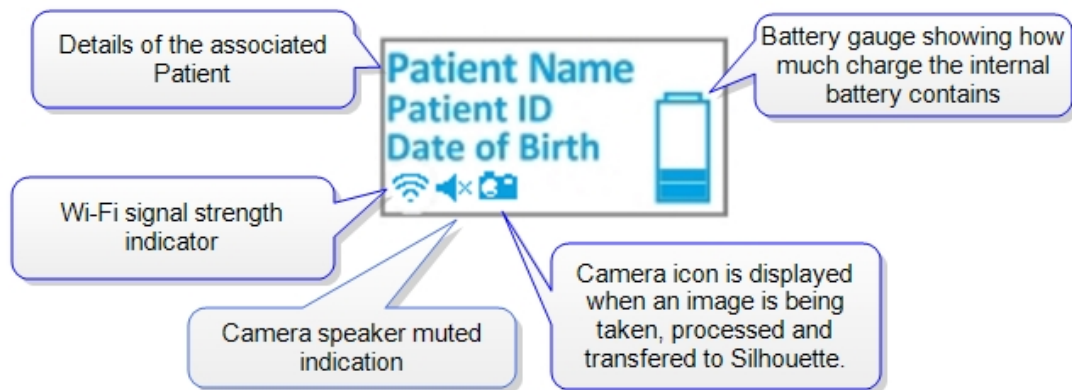 Details of the associated
Patient
Patient Name
Patient ID
Date of Birth
Battery gauge showing how
much charge the internal
battery contains
Wi-Fi signal strength
indicator
Camera speaker muted
indication
Camera icon is displayed
when an image is being
taken, processed and
transfered to Silhouette.